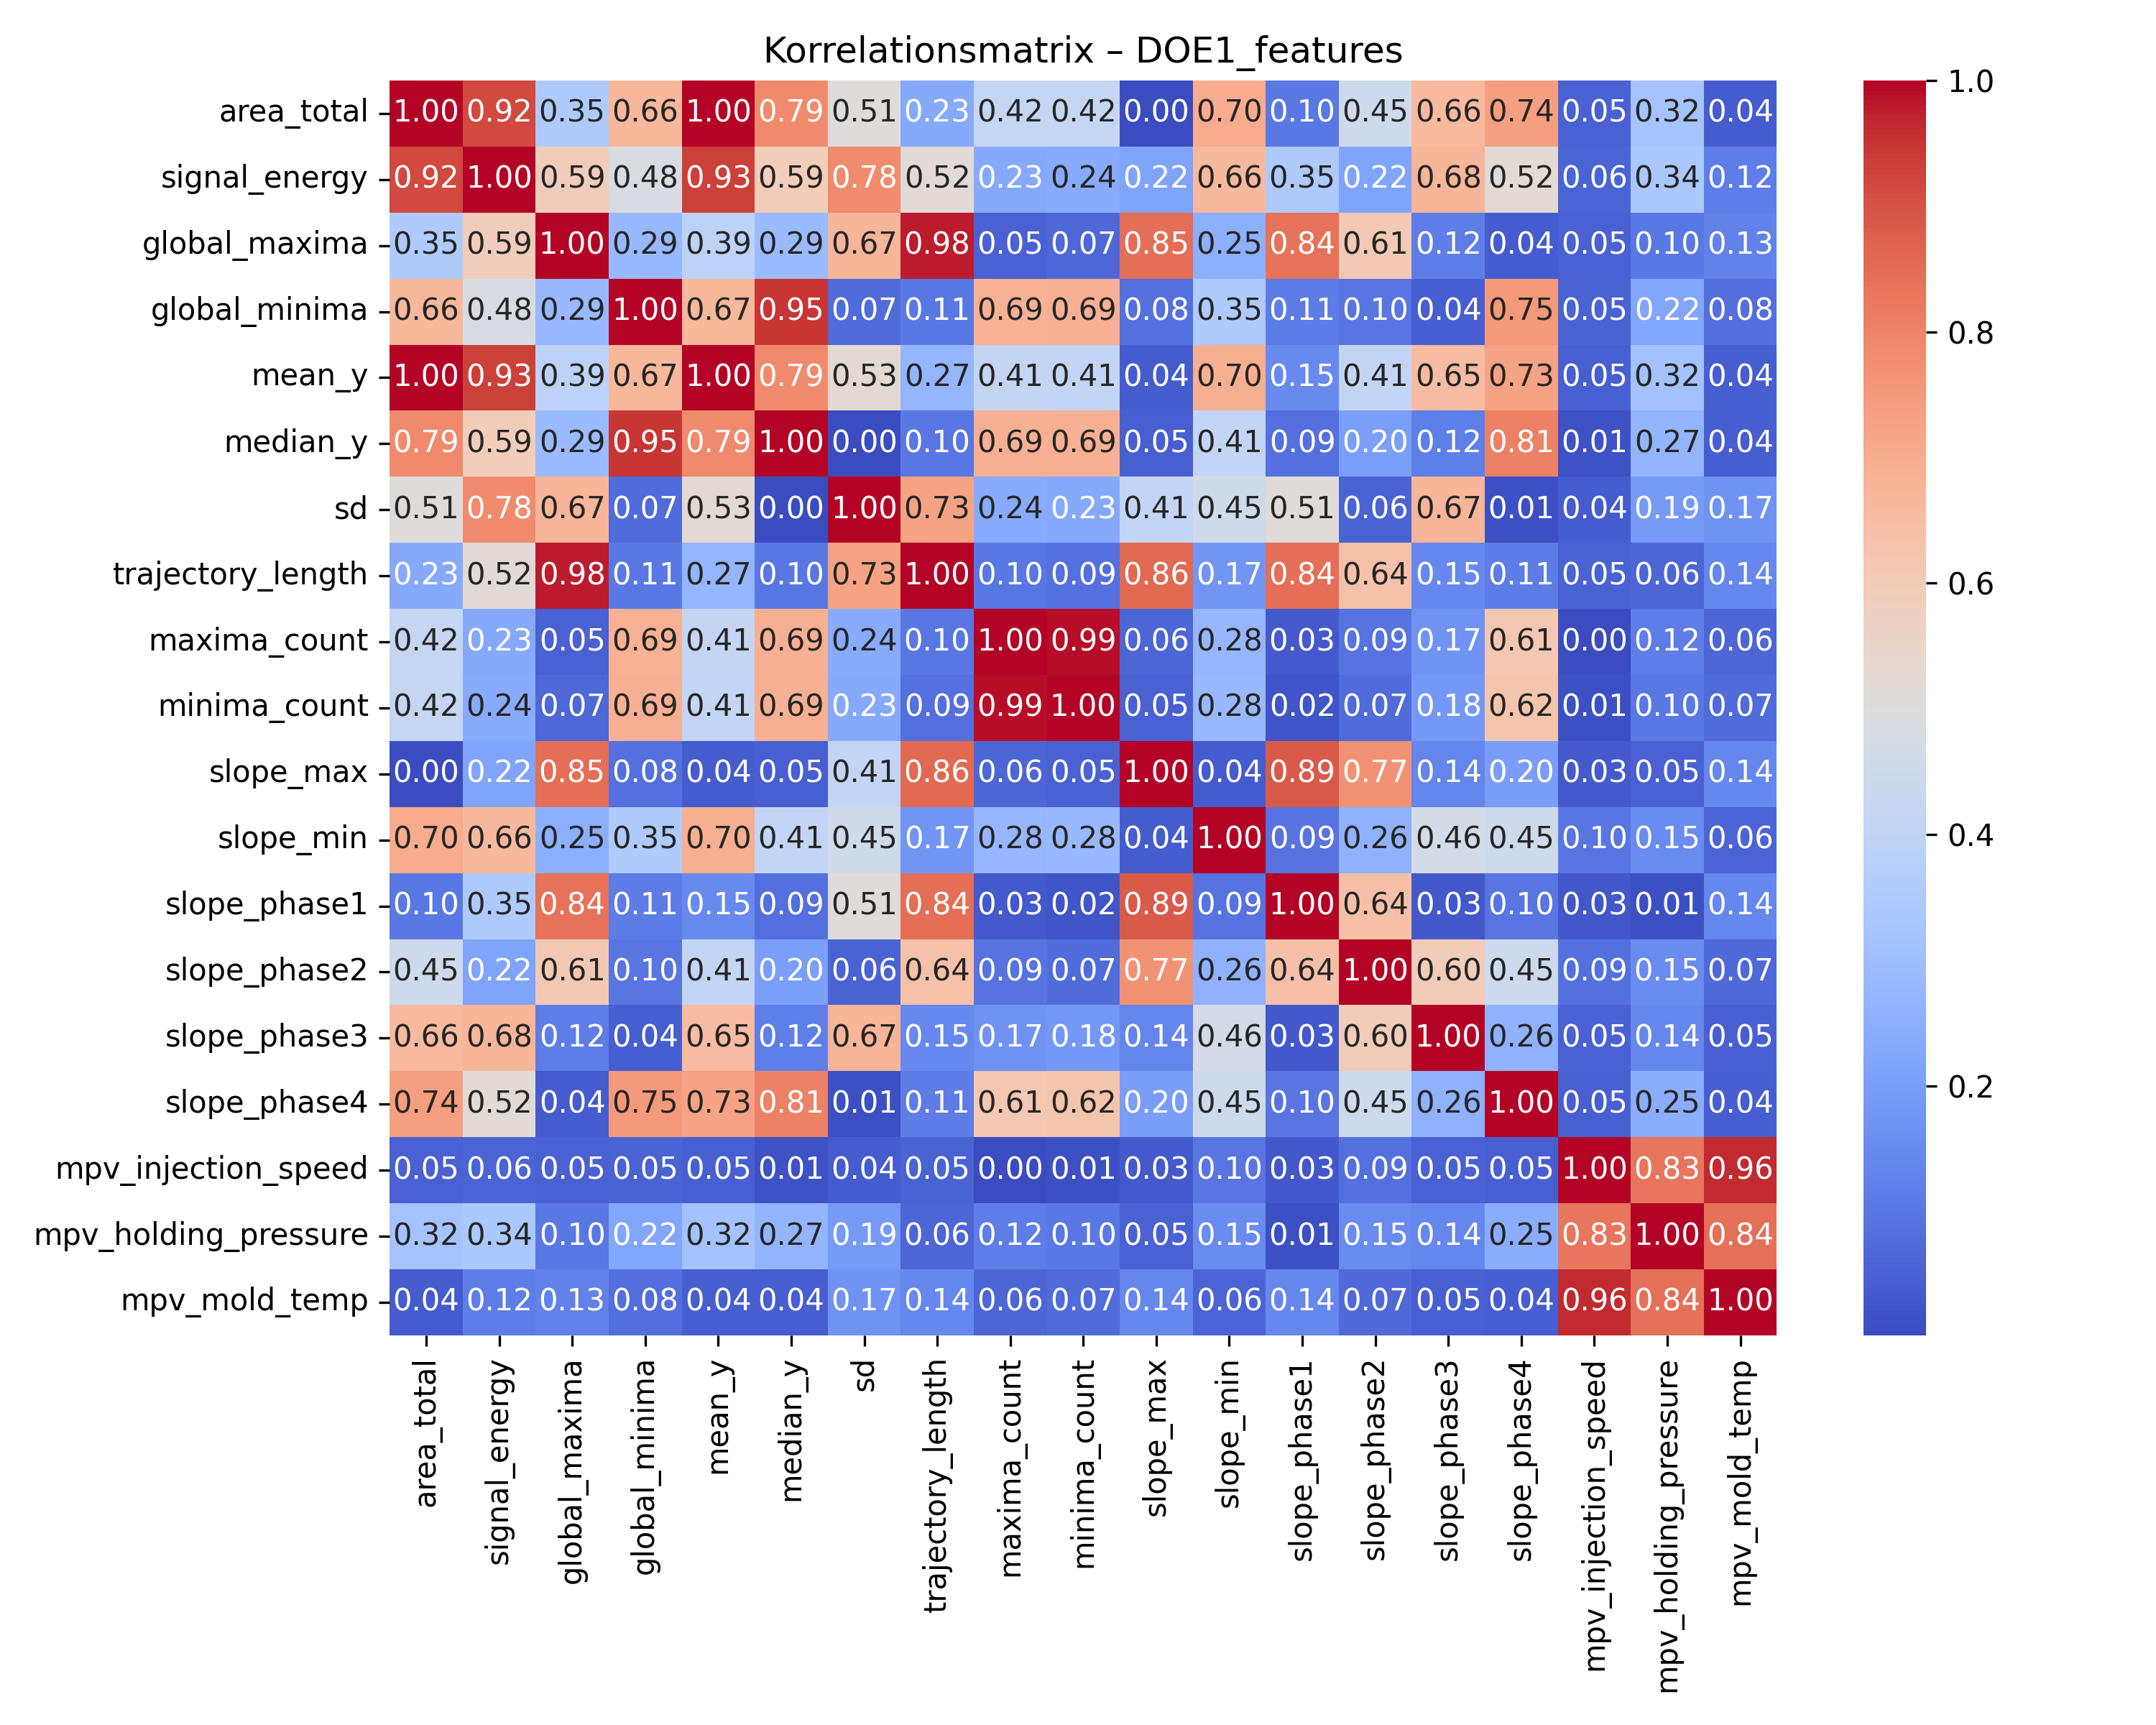 Korrelationsmatrix – DOE1_features
area_total 1.00 0.92 0.35 0.66 1.00 0.79 0.51 0.23 0.42 0.42 0.00 0.70 0.10 0.45 0.66 0.74 0.05 0.32 0.04
signal_energy 0.92 1.00 0.59 0.48 0.93 0.59 0.78 0.52 0.23 0.24 0.22 0.66 0.35 0.22 0.68 0.52 0.06 0.34 0.12
global_maxima 0.35 0.59 1.00 0.29 0.39 0.29 0.67 0.98 0.05 0.07 0.85 0.25 0.84 0.61 0.12 0.04 0.05 0.10 0.13
global_minima 0.66 0.48 0.29 1.00 0.67 0.95 0.07 0.11 0.69 0.69 0.08 0.35 0.11 0.10 0.04 0.75 0.05 0.22 0.08
mean_y 1.00 0.93 0.39 0.67 1.00 0.79 0.53 0.27 0.41 0.41 0.04 0.70 0.15 0.41 0.65 0.73 0.05 0.32 0.04
median_y 0.79 0.59 0.29 0.95 0.79 1.00 0.00 0.10 0.69 0.69 0.05 0.41 0.09 0.20 0.12 0.81 0.01 0.27 0.04
sd 0.51 0.78 0.67 0.07 0.53 0.00 1.00 0.73 0.24 0.23 0.41 0.45 0.51 0.06 0.67 0.01 0.04 0.19 0.17
trajectory_length 0.23 0.52 0.98 0.11 0.27 0.10 0.73 1.00 0.10 0.09 0.86 0.17 0.84 0.64 0.15 0.11 0.05 0.06 0.14
maxima_count 0.42 0.23 0.05 0.69 0.41 0.69 0.24 0.10 1.00 0.99 0.06 0.28 0.03 0.09 0.17 0.61 0.00 0.12 0.06
minima_count 0.42 0.24 0.07 0.69 0.41 0.69 0.23 0.09 0.99 1.00 0.05 0.28 0.02 0.07 0.18 0.62 0.01 0.10 0.07
slope_max 0.00 0.22 0.85 0.08 0.04 0.05 0.41 0.86 0.06 0.05 1.00 0.04 0.89 0.77 0.14 0.20 0.03 0.05 0.14
slope_min 0.70 0.66 0.25 0.35 0.70 0.41 0.45 0.17 0.28 0.28 0.04 1.00 0.09 0.26 0.46 0.45 0.10 0.15 0.06
slope_phase1 0.10 0.35 0.84 0.11 0.15 0.09 0.51 0.84 0.03 0.02 0.89 0.09 1.00 0.64 0.03 0.10 0.03 0.01 0.14
slope_phase2 0.45 0.22 0.61 0.10 0.41 0.20 0.06 0.64 0.09 0.07 0.77 0.26 0.64 1.00 0.60 0.45 0.09 0.15 0.07
slope_phase3 0.66 0.68 0.12 0.04 0.65 0.12 0.67 0.15 0.17 0.18 0.14 0.46 0.03 0.60 1.00 0.26 0.05 0.14 0.05
slope_phase4 0.74 0.52 0.04 0.75 0.73 0.81 0.01 0.11 0.61 0.62 0.20 0.45 0.10 0.45 0.26 1.00 0.05 0.25 0.04
mpv_injection_speed 0.05 0.06 0.05 0.05 0.05 0.01 0.04 0.05 0.00 0.01 0.03 0.10 0.03 0.09 0.05 0.05 1.00 0.83 0.96
mpv_holding_pressure 0.32 0.34 0.10 0.22 0.32 0.27 0.19 0.06 0.12 0.10 0.05 0.15 0.01 0.15 0.14 0.25 0.83 1.00 0.84
mpv_mold_temp 0.04 0.12 0.13 0.08 0.04 0.04 0.17 0.14 0.06 0.07 0.14 0.06 0.14 0.07 0.05 0.04 0.96 0.84 1.00
area_total
signal_energy
global_maxima
global_minima
mean_y
median_y
sd
trajectory_length
maxima_count
minima_count
slope_max
slope_min
slope_phase1
slope_phase2
slope_phase3
slope_phase4
mpv_injection_speed
mpv_holding_pressure
mpv_mold_temp
1.0
0.8
0.6
0.4
0.2